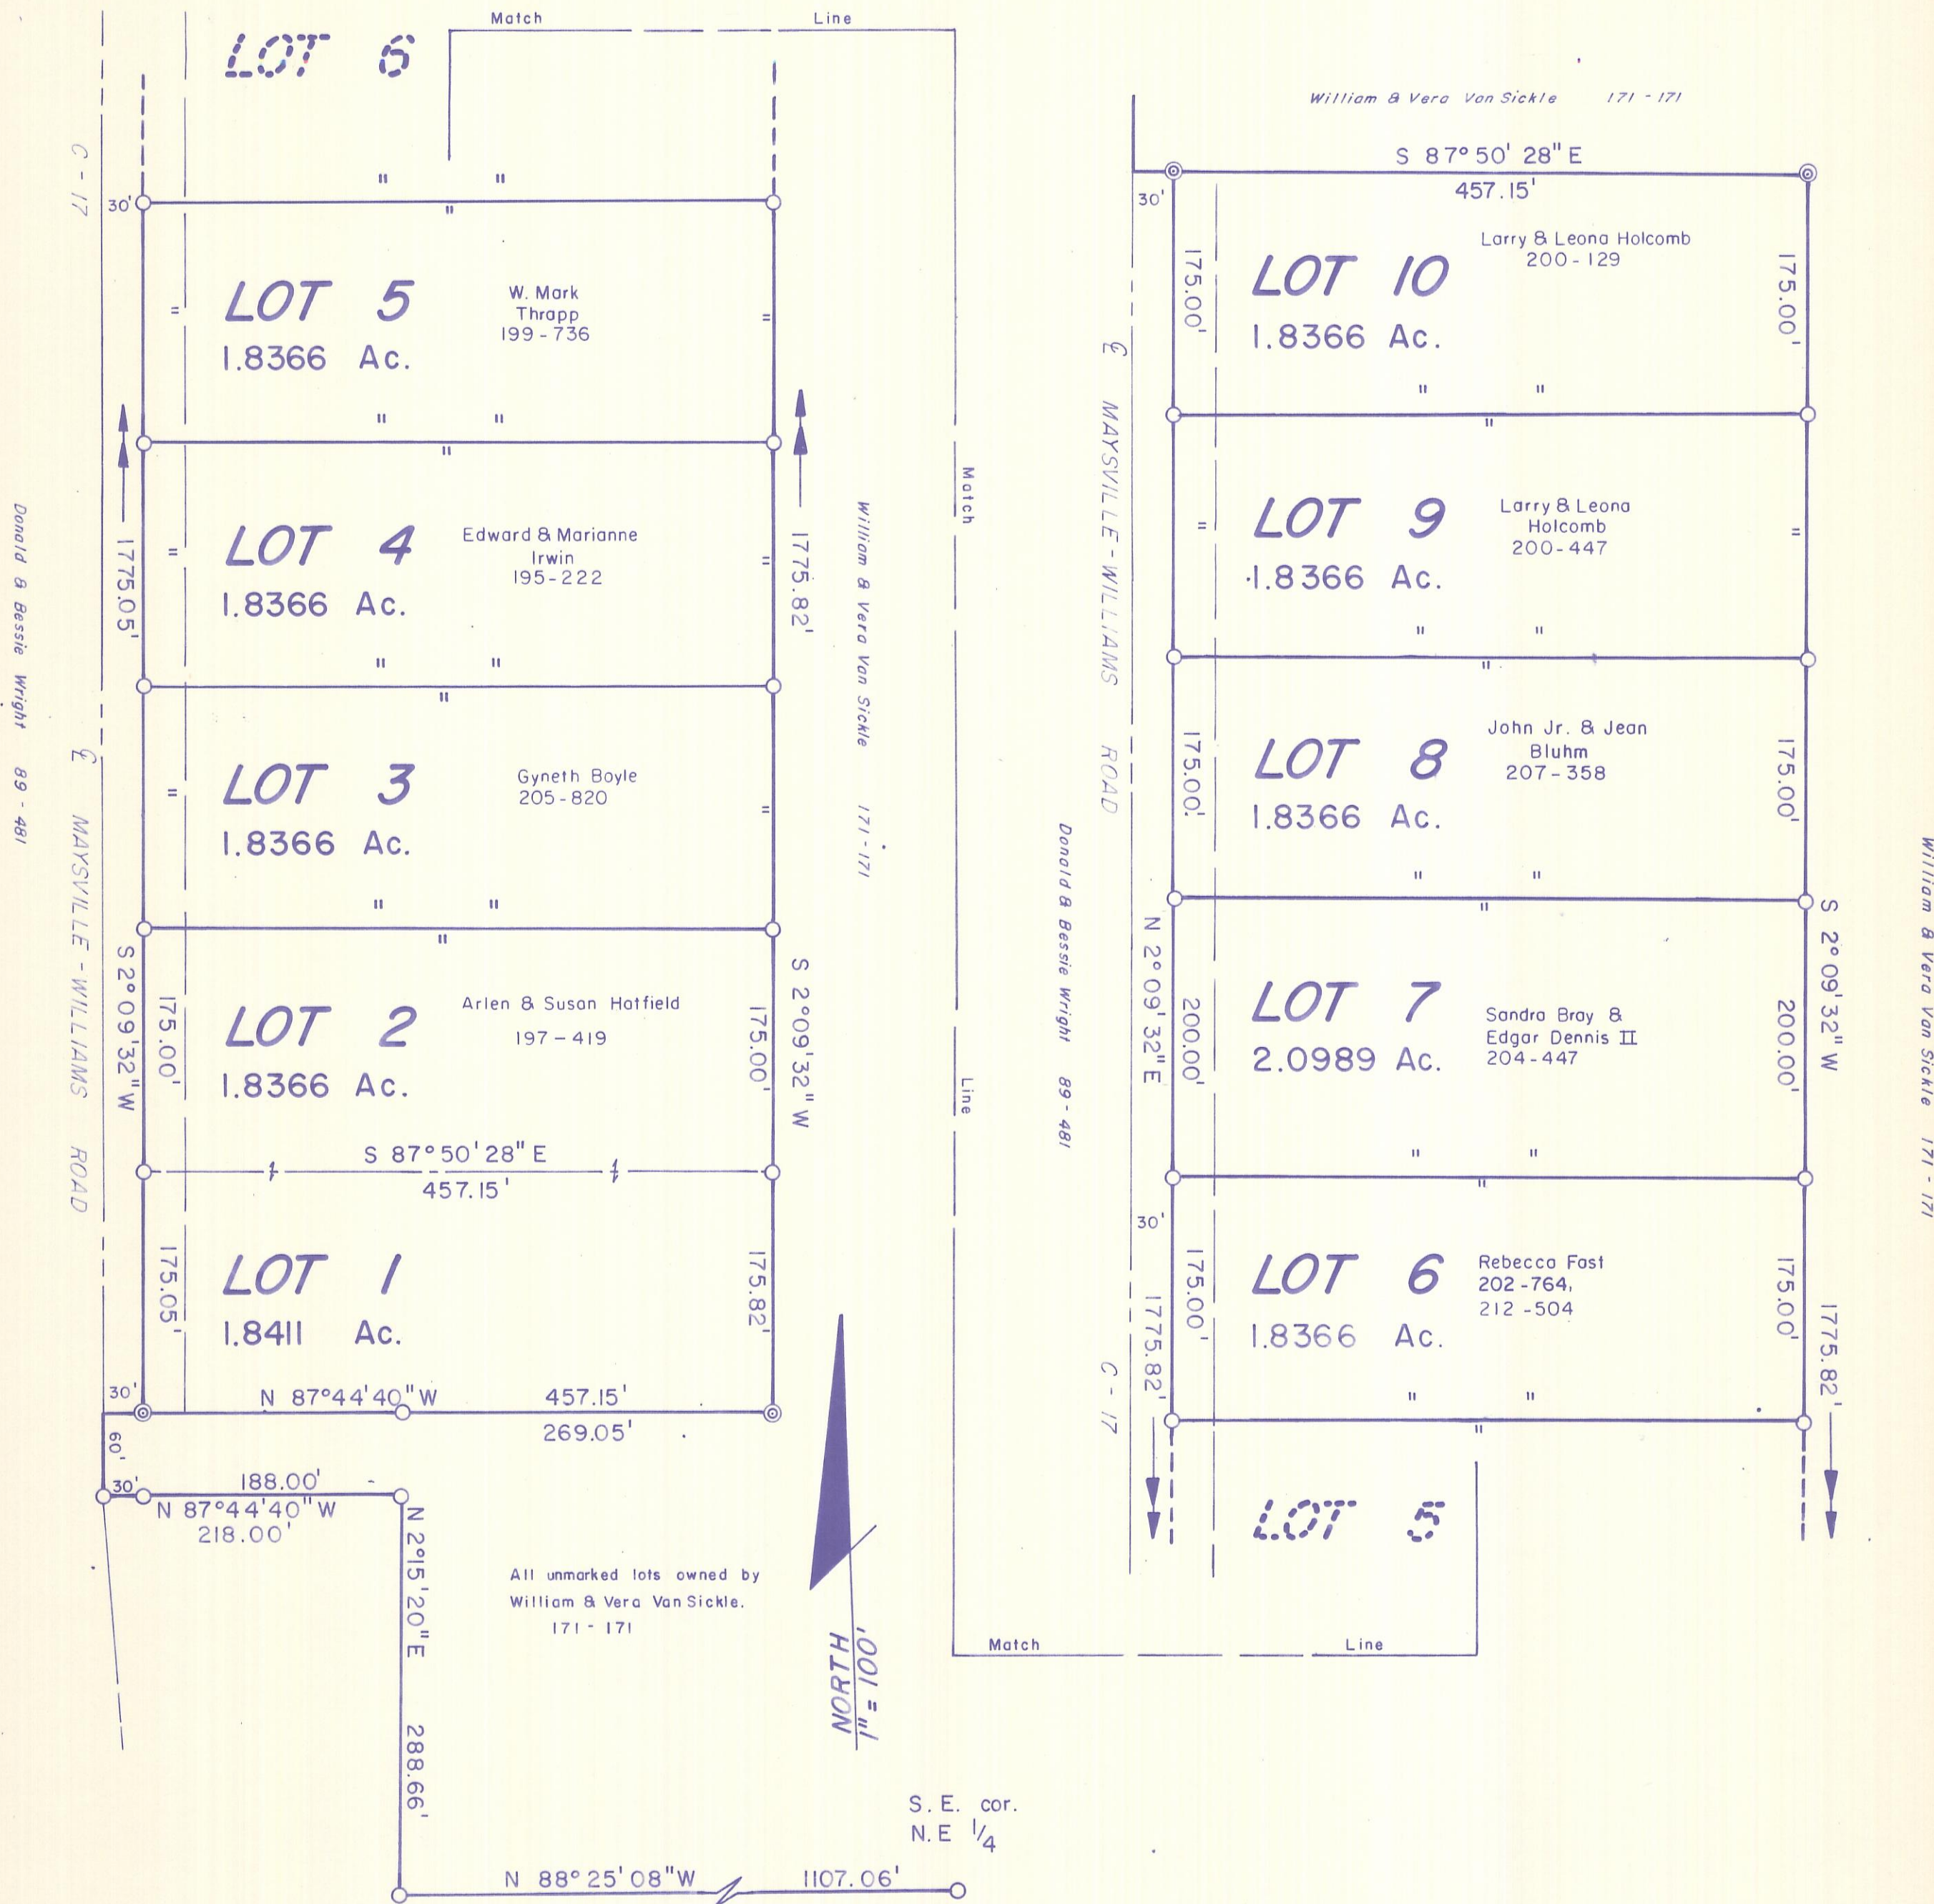 Match Line
LOT 6
C - 17
30'
" "
"
LOT 5
1.8366 Ac.
W. Mark
Thrapp
199-736
=
=
" "
"
LOT 4
1.8366 Ac.
Edward & Marianne
Irwin
195-222
=
=
" "
"
LOT 3
1.8366 Ac.
Gyneth Boyle
205-820
=
=
" "
"
LOT 2
1.8366 Ac.
Arlen & Susan Hatfield
197-419
175.00'
175.00'
S 87°50'28" E
457.15'
LOT 1
1.8411 Ac.
175.05'
175.82'
30'
N 87°44'40" W 457.15'
269.05'
60'
30'
188.00'
N 87°44'40" W
218.00'
N 2°15'20" E 288.66'
All unmarked lots owned by
William & Vera Van Sickle.
171 - 171
1" = 100'
NORTH
S.E. cor.
N.E 1/4
N 88°25'08" W 1107.06'
Donald & Bessie Wright 89 - 481
℄ MAYSVILLE - WILLIAMS ROAD
1775.05'
S 2°09'32" W
1775.82'
S 2°09'32" W
William & Vera Van Sickle 171 - 171
Match Line
William & Vera Van Sickle 171 - 171
S 87°50'28" E
457.15'
30'
LOT 10
1.8366 Ac.
Larry & Leona Holcomb
200-129
175.00'
175.00'
" "
"
LOT 9
1.8366 Ac.
Larry & Leona
Holcomb
200-447
=
=
" "
"
LOT 8
1.8366 Ac.
John Jr. & Jean
Bluhm
207-358
175.00'
175.00'
" "
"
LOT 7
2.0989 Ac.
Sandra Bray &
Edgar Dennis II
204-447
200.00'
200.00'
" "
"
30'
LOT 6
1.8366 Ac.
Rebecca Fast
202-764,
212-504
175.00'
175.00'
" "
"
LOT 5
Match Line
℄ MAYSVILLE - WILLIAMS ROAD
C - 17
Donald & Bessie Wright 89 - 481
N 2°09'32" E
1775.82'
S 2°09'32" W
1775.82'
William & Vera Van Sickle 171 - 171